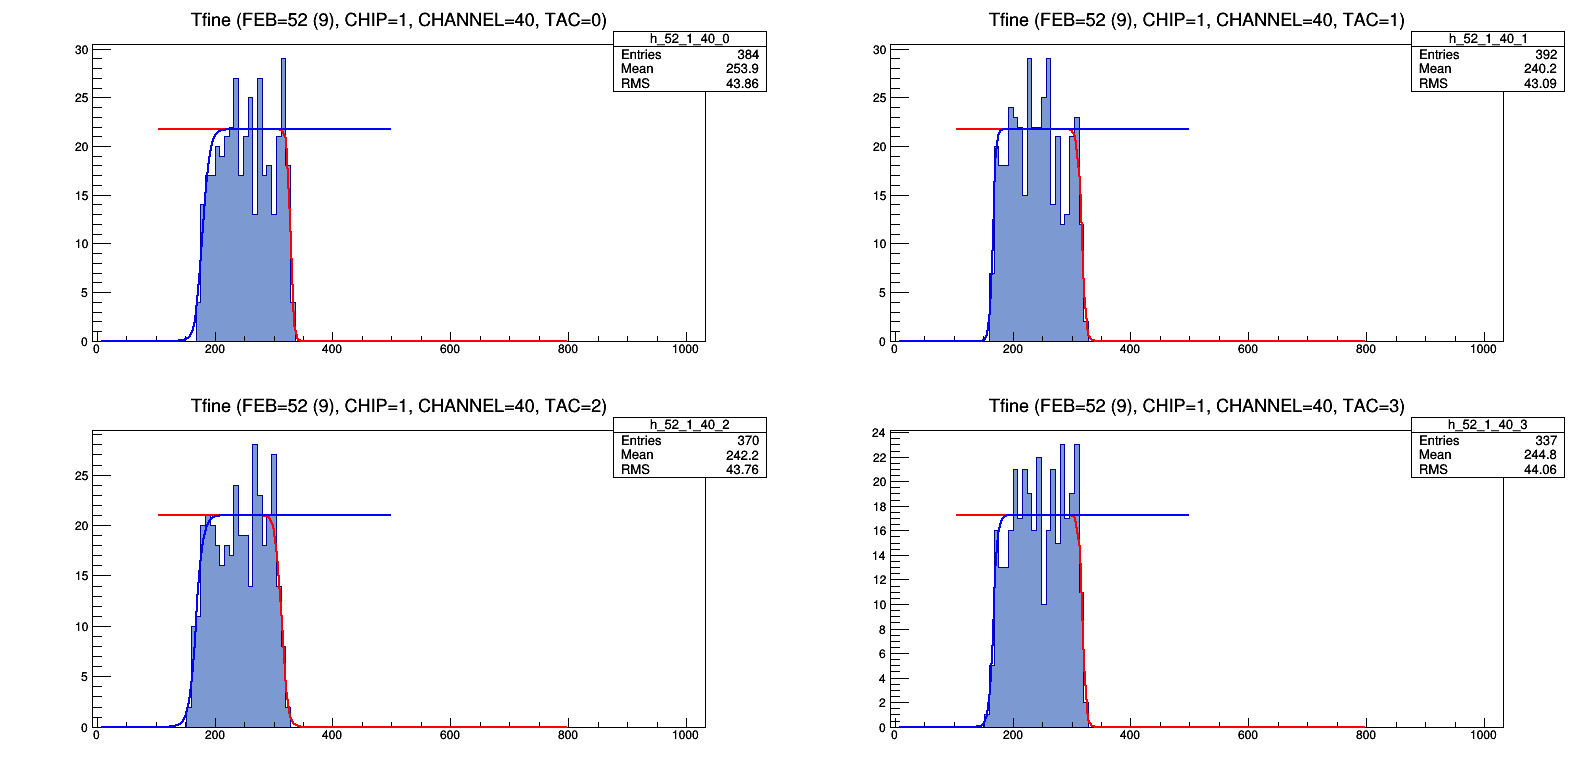 Tfine (FEB=52 (9), CHIP=1, CHANNEL=40, TAC=0)
h_52_1_40_0
Entries 384
Mean 253.9
RMS 43.86
30
25
20
15
10
5
0
0 200 400 600 800 1000
Tfine (FEB=52 (9), CHIP=1, CHANNEL=40, TAC=1)
h_52_1_40_1
Entries 392
Mean 240.2
RMS 43.09
30
25
20
15
10
5
0
0 200 400 600 800 1000
Tfine (FEB=52 (9), CHIP=1, CHANNEL=40, TAC=2)
h_52_1_40_2
Entries 370
Mean 242.2
RMS 43.76
25
20
15
10
5
0
0 200 400 600 800 1000
Tfine (FEB=52 (9), CHIP=1, CHANNEL=40, TAC=3)
h_52_1_40_3
Entries 337
Mean 244.8
RMS 44.06
24
22
20
18
16
14
12
10
8
6
4
2
0
0 200 400 600 800 1000